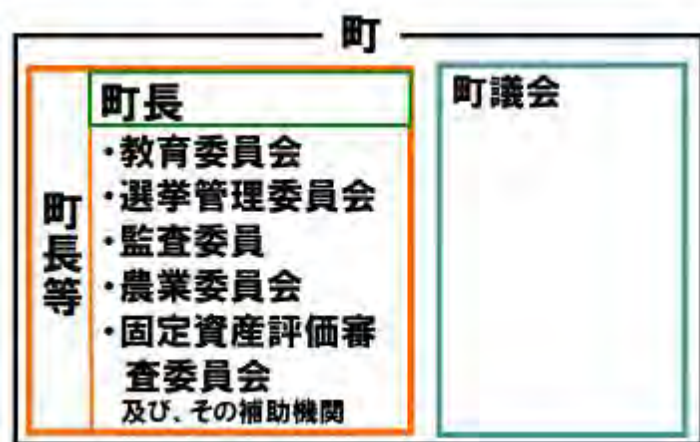 町
町長等
町長
・教育委員会
・選挙管理委員会
・監査委員
・農業委員会
・固定資産評価審
査委員会
及び、その補助機関
町議会